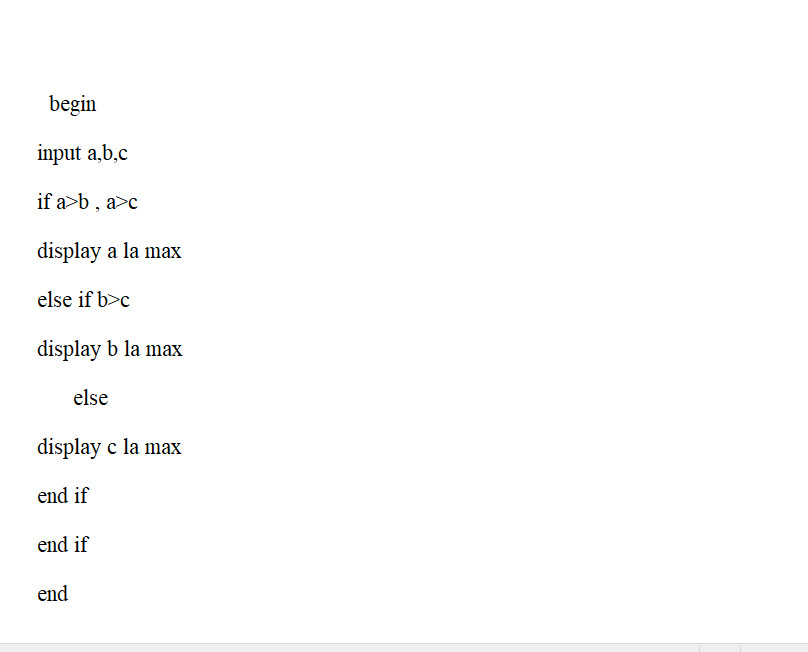 begin
input a,b,c
if a>b , a>c
display a la max
else if b>c
display b la max
else
display c la max
end if
end if
end